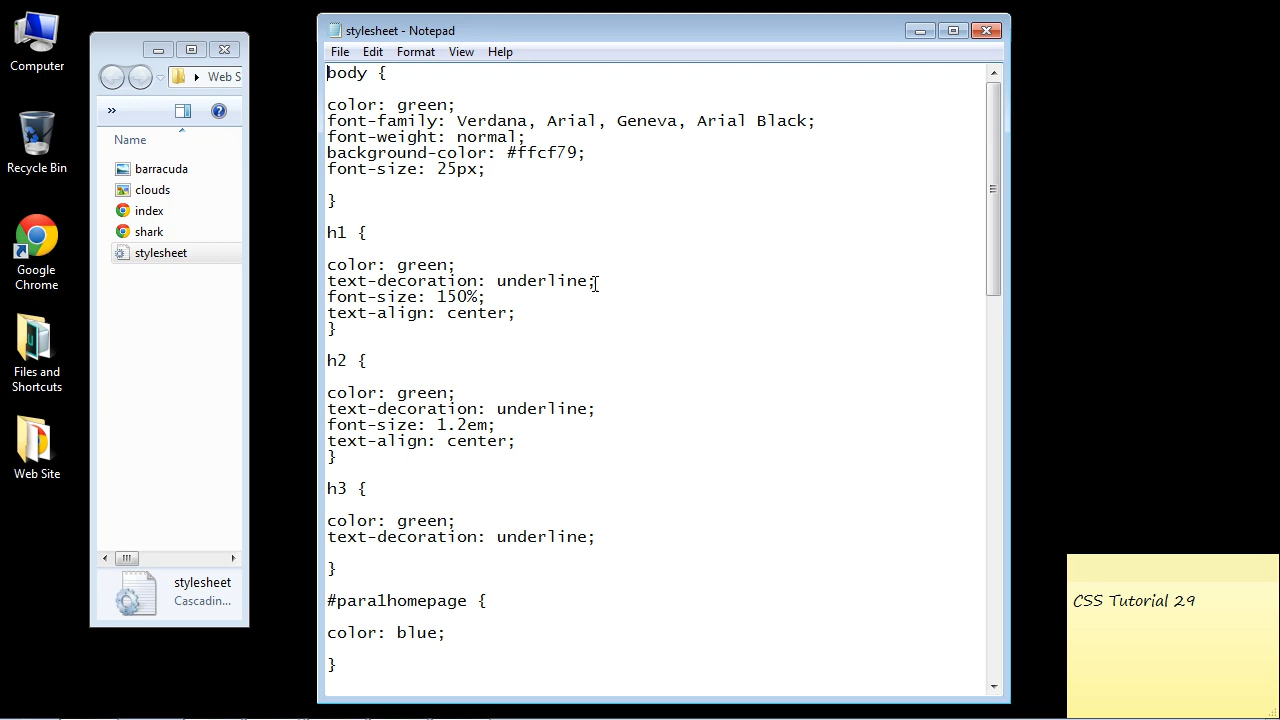 Computer
Recycle Bin
Google
Chrome
Files and
Shortcuts
Web Site
Web S
»
Name
barracuda
clouds
index
shark
stylesheet
stylesheet
Cascadin...
stylesheet - Notepad
File Edit Format View Help
body {
color: green;
font-family: Verdana, Arial, Geneva, Arial Black;
font-weight: normal;
background-color: #ffcf79;
font-size: 25px;
}
h1 {
color: green;
text-decoration: underline;
font-size: 150%;
text-align: center;
}
h2 {
color: green;
text-decoration: underline;
font-size: 1.2em;
text-align: center;
}
h3 {
color: green;
text-decoration: underline;
}
#para1homepage {
color: blue;
}
CSS Tutorial 29